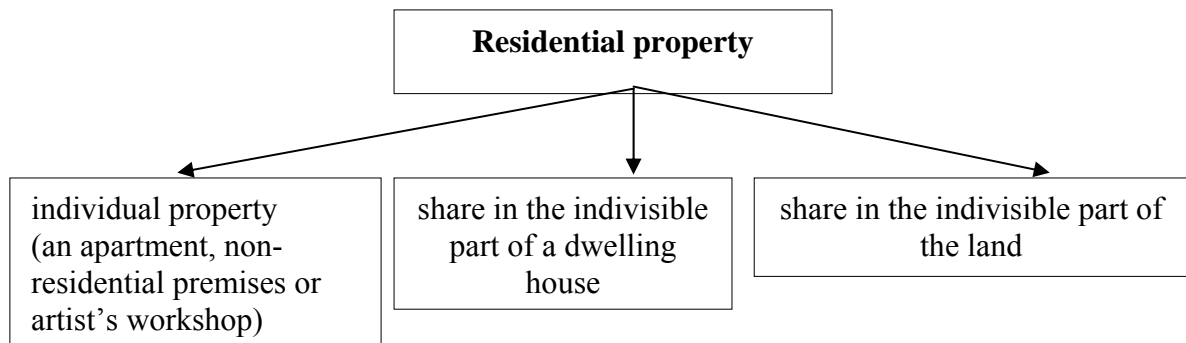 Residential property
individual property
(an apartment, non-
residential premises or
artist’s workshop)
share in the indivisible
part of a dwelling
house
share in the indivisible part of
the land